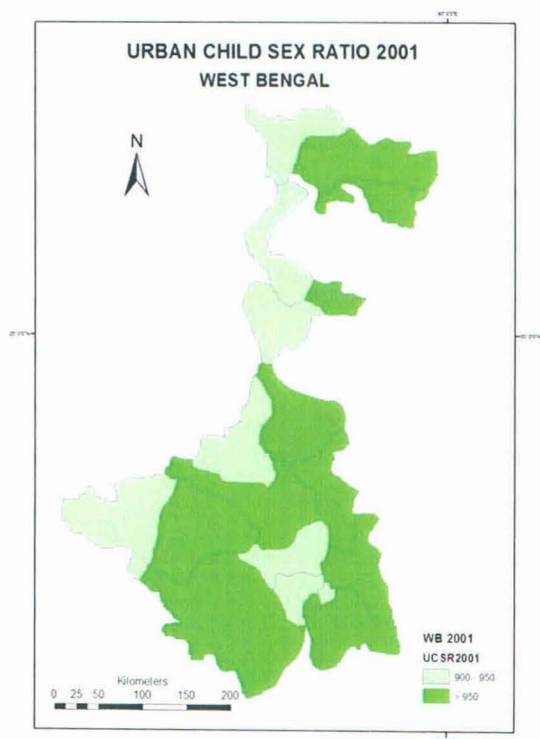 URBAN CHILD SEX RATIO 2001
WEST BENGAL
N
WB 2001
UCSR2001
900 - 950
> 950
Kilometers
0 25 50 100 150 200